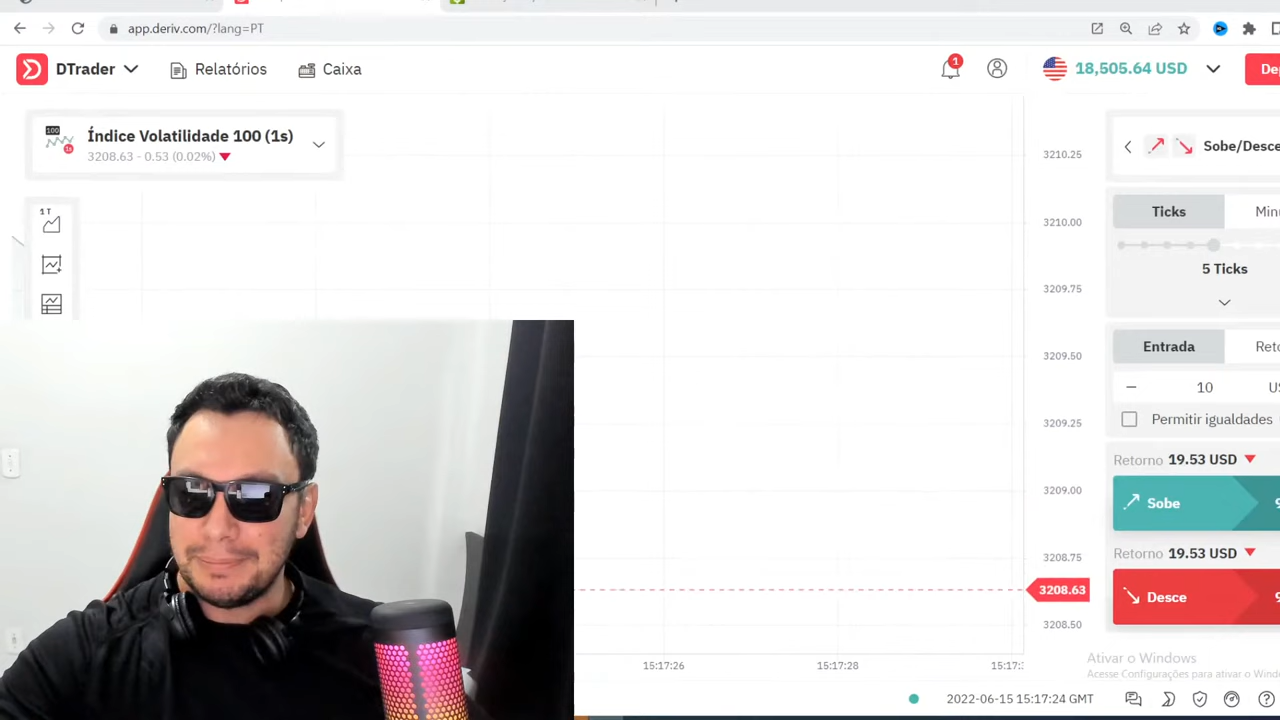 app.deriv.com/?lang=PT
DTrader
Relatórios
Caixa
1
18,505.64 USD
100
Índice Volatilidade 100 (1s)
3208.63 - 0.53 (0.02%)
1s
1 T
3210.25
3210.00
3209.75
3209.50
3209.25
3209.00
3208.75
3208.63
3208.50
Sobe/Desce
Ticks
5 Ticks
Entrada
10
Permitir igualdades
Retorno 19.53 USD
Sobe
Retorno 19.53 USD
Desce
15:17:26
15:17:28
Ativar o Windows
Acesse Configurações para ativar o
2022-06-15 15:17:24 GMT